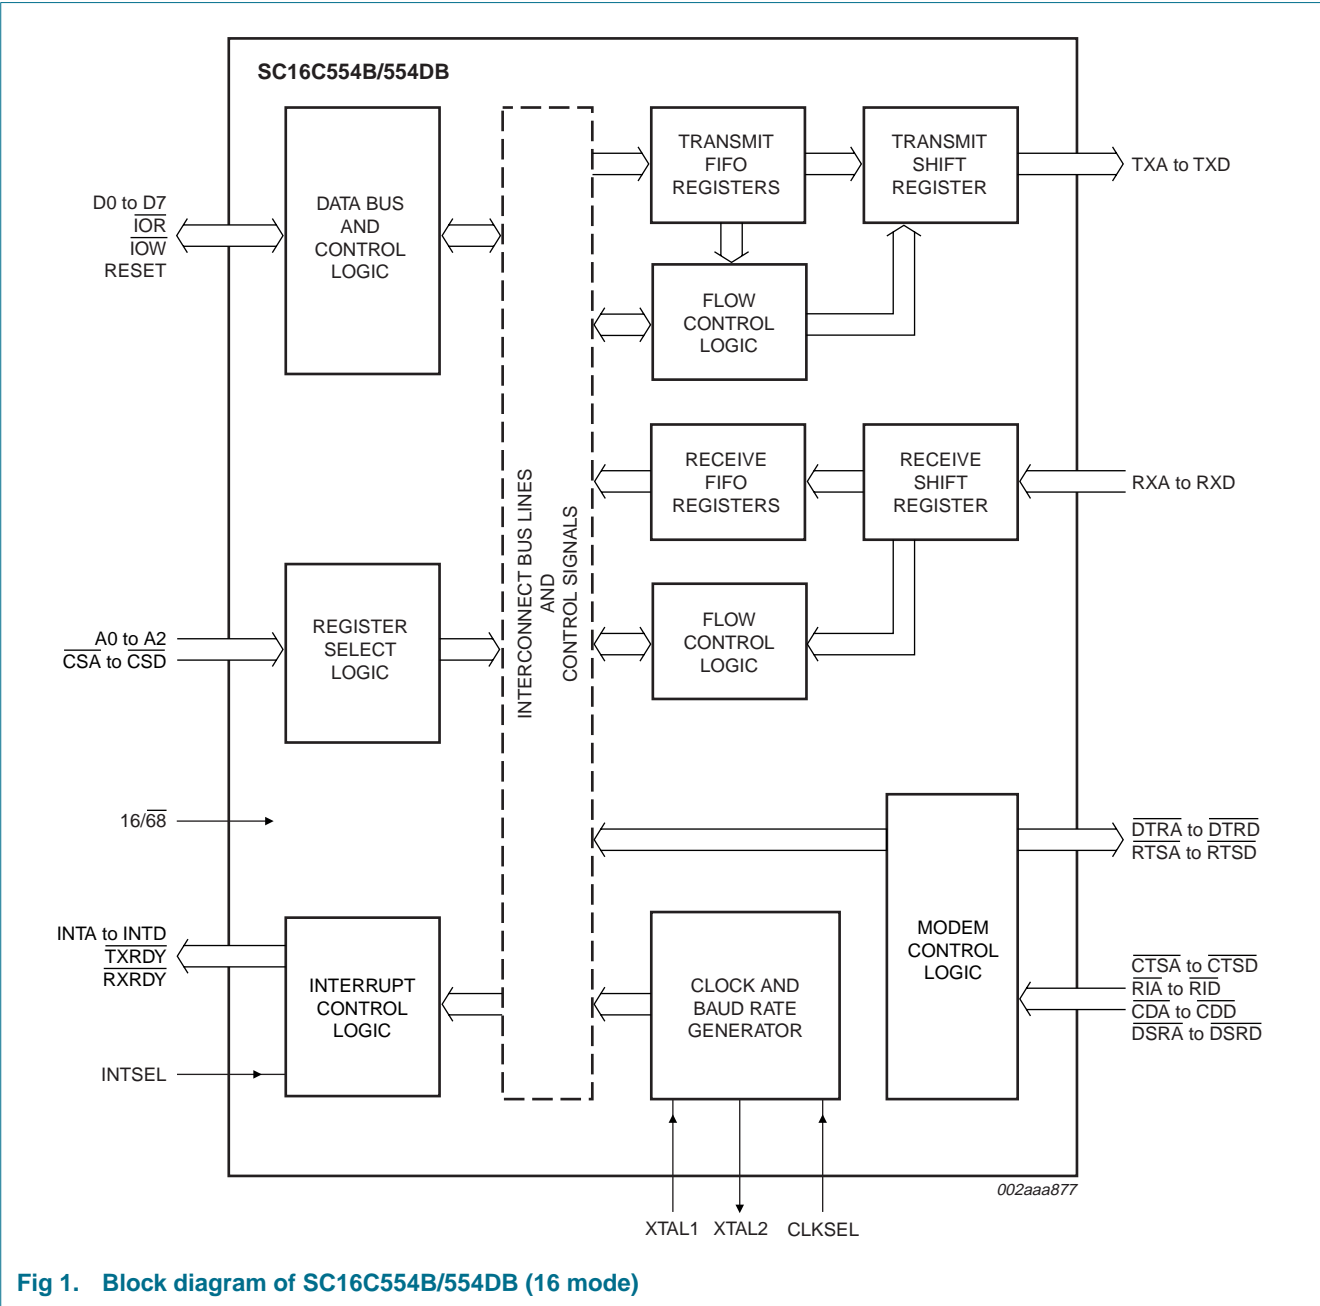 SC16C554B/554DB
D0 to D7
IOR
IOW
RESET
DATA BUS
AND
CONTROL
LOGIC
TRANSMIT
FIFO
REGISTERS
TRANSMIT
SHIFT
REGISTER
TXA to TXD
FLOW
CONTROL
LOGIC
INTERCONNECT BUS LINES
AND
CONTROL SIGNALS
RECEIVE
FIFO
REGISTERS
RECEIVE
SHIFT
REGISTER
RXA to RXD
A0 to A2
CSA to CSD
REGISTER
SELECT
LOGIC
FLOW
CONTROL
LOGIC
16/68
DTRA to DTRD
RTSA to RTSD
MODEM
CONTROL
LOGIC
INTA to INTD
TXRDY
RXRDY
INTERRUPT
CONTROL
LOGIC
CLOCK AND
BAUD RATE
GENERATOR
CTSA to CTSD
RIA to RID
CDA to CDD
DSRA to DSRD
INTSEL
XTAL1 XTAL2 CLKSEL
002aaa877
Fig 1. Block diagram of SC16C554B/554DB (16 mode)